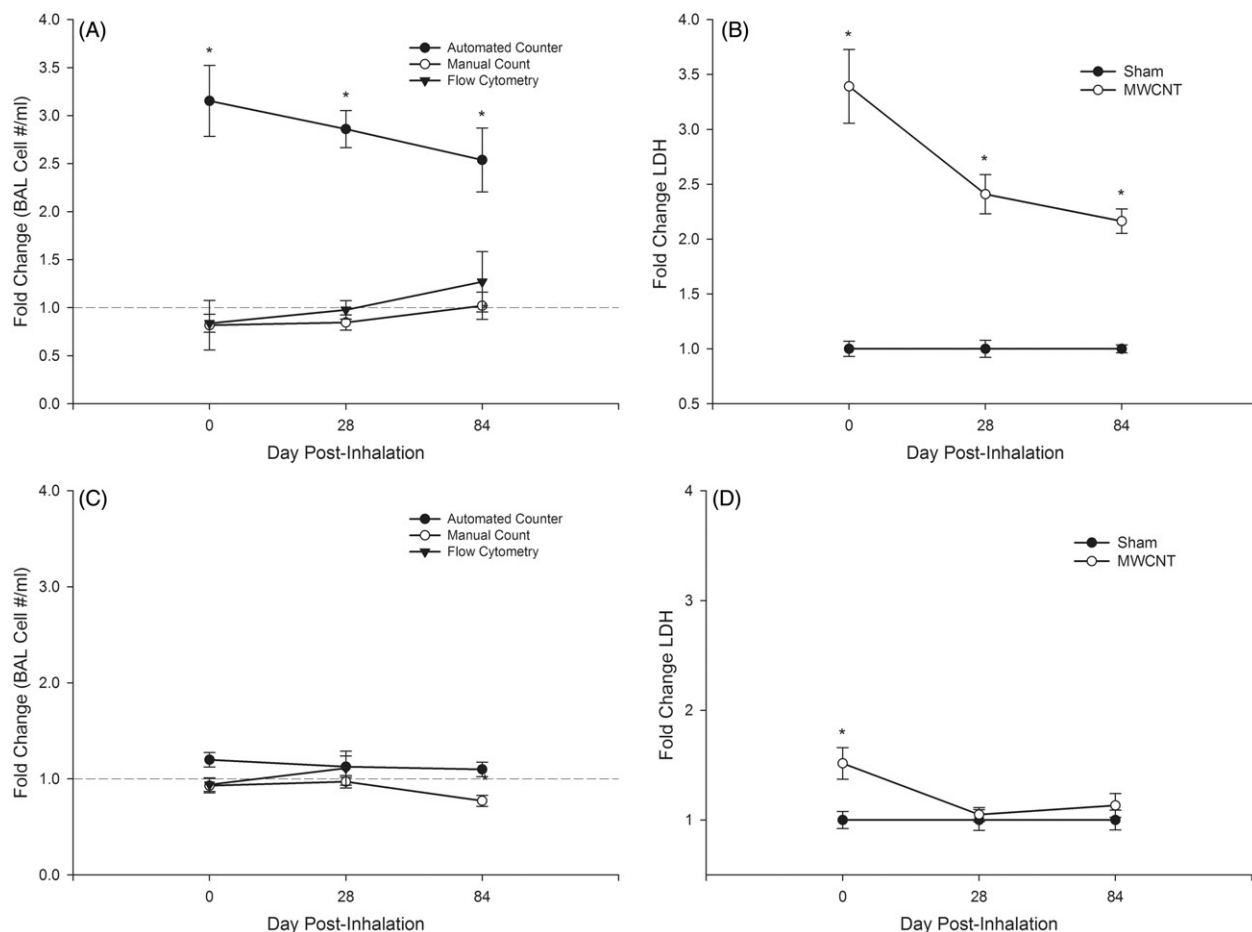 (A)
Automated Counter
Manual Count
Flow Cytometry
* * *
4.0
3.5
3.0
2.5
2.0
1.5
1.0
0.5
0.0
Fold Change (BAL Cell #/ml)
0 28 84
Day Post-Inhalation
(B)
Sham
MWCNT
* * *
4.0
3.5
3.0
2.5
2.0
1.5
1.0
0.5
Fold Change LDH
0 28 84
Day Post-Inhalation
(C)
Automated Counter
Manual Count
Flow Cytometry
*
4.0
3.0
2.0
1.0
0.0
Fold Change (BAL Cell #/ml)
0 28 84
Day Post-Inhalation
(D)
Sham
MWCNT
*
4
3
2
1
Fold Change LDH
0 28 84
Day Post-Inhalation